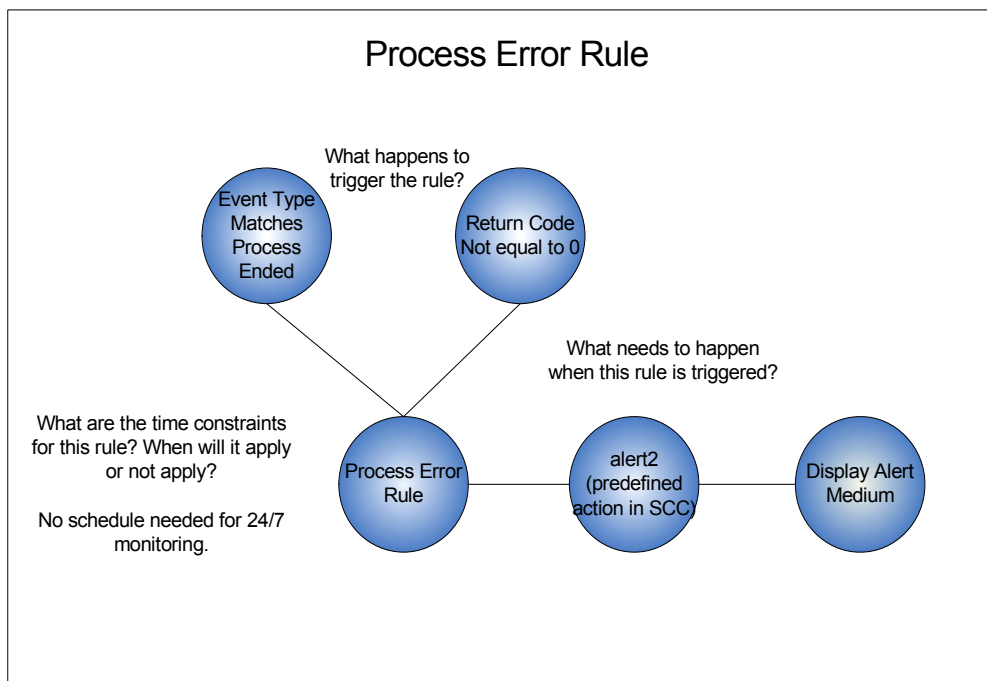 Process Error Rule
What happens to
trigger the rule?
Event Type
Matches
Process
Ended
Return Code
Not equal to 0
What needs to happen
when this rule is triggered?
What are the time constraints
for this rule? When will it apply
or not apply?
No schedule needed for 24/7
monitoring.
Process Error
Rule
alert2
(predefined
action in SCC)
Display Alert
Medium